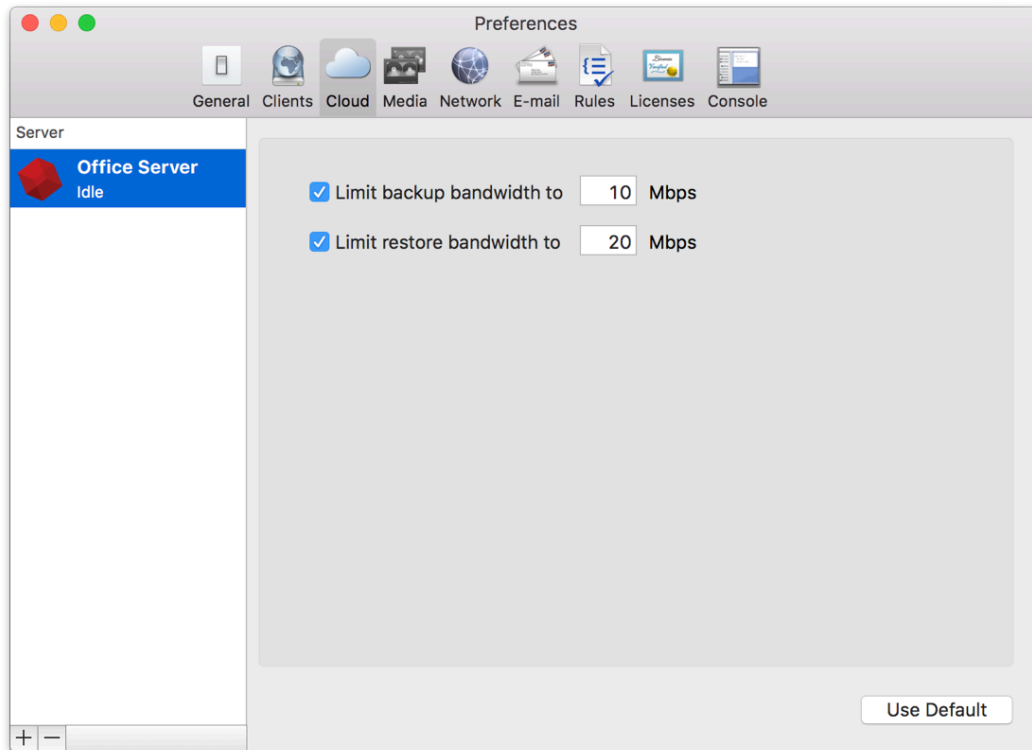 Preferences
General Clients Cloud Media Network E-mail Rules Licenses Console
Server
Office Server
Idle
Limit backup bandwidth to 10 Mbps
Limit restore bandwidth to 20 Mbps
Use Default